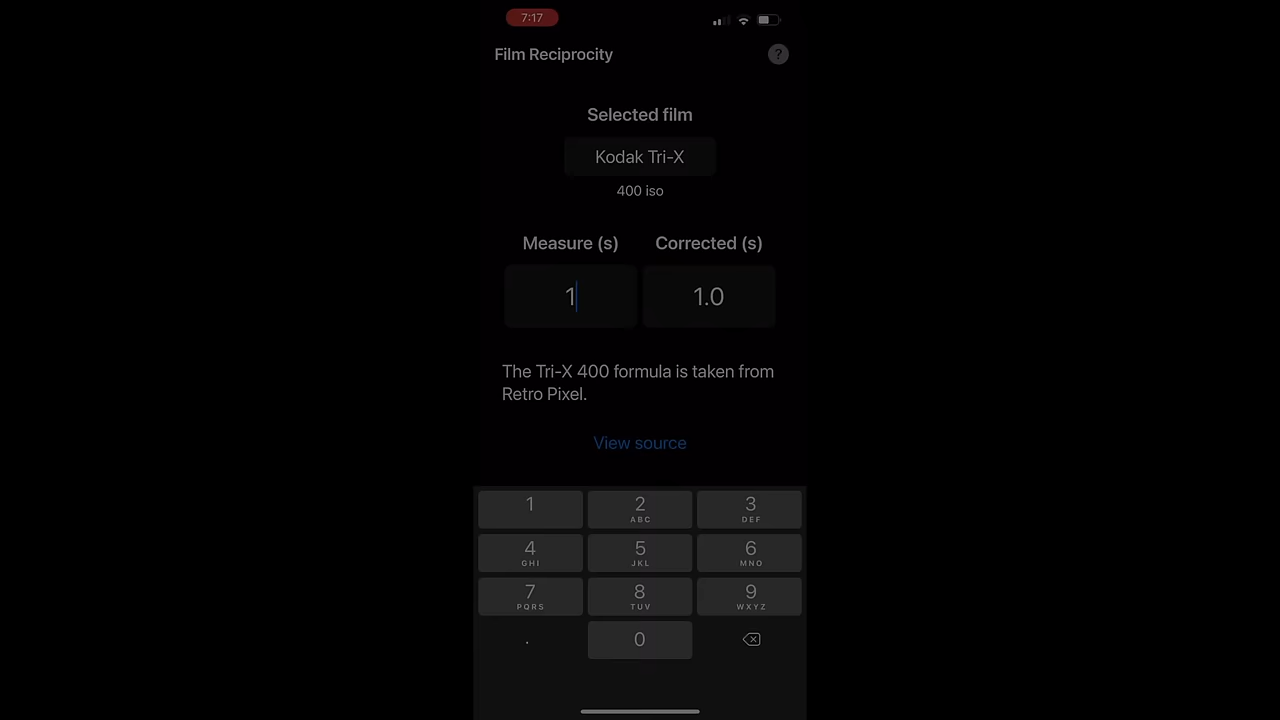 7:17
Film Reciprocity ?
Selected film
Kodak Tri-X
400 iso
Measure (s) Corrected (s)
1 1.0
The Tri-X 400 formula is taken from
Retro Pixel.
View source
1 2 3
ABC DEF
4 5 6
GHI JKL MNO
7 8 9
PQRS TUV WXYZ
. 0